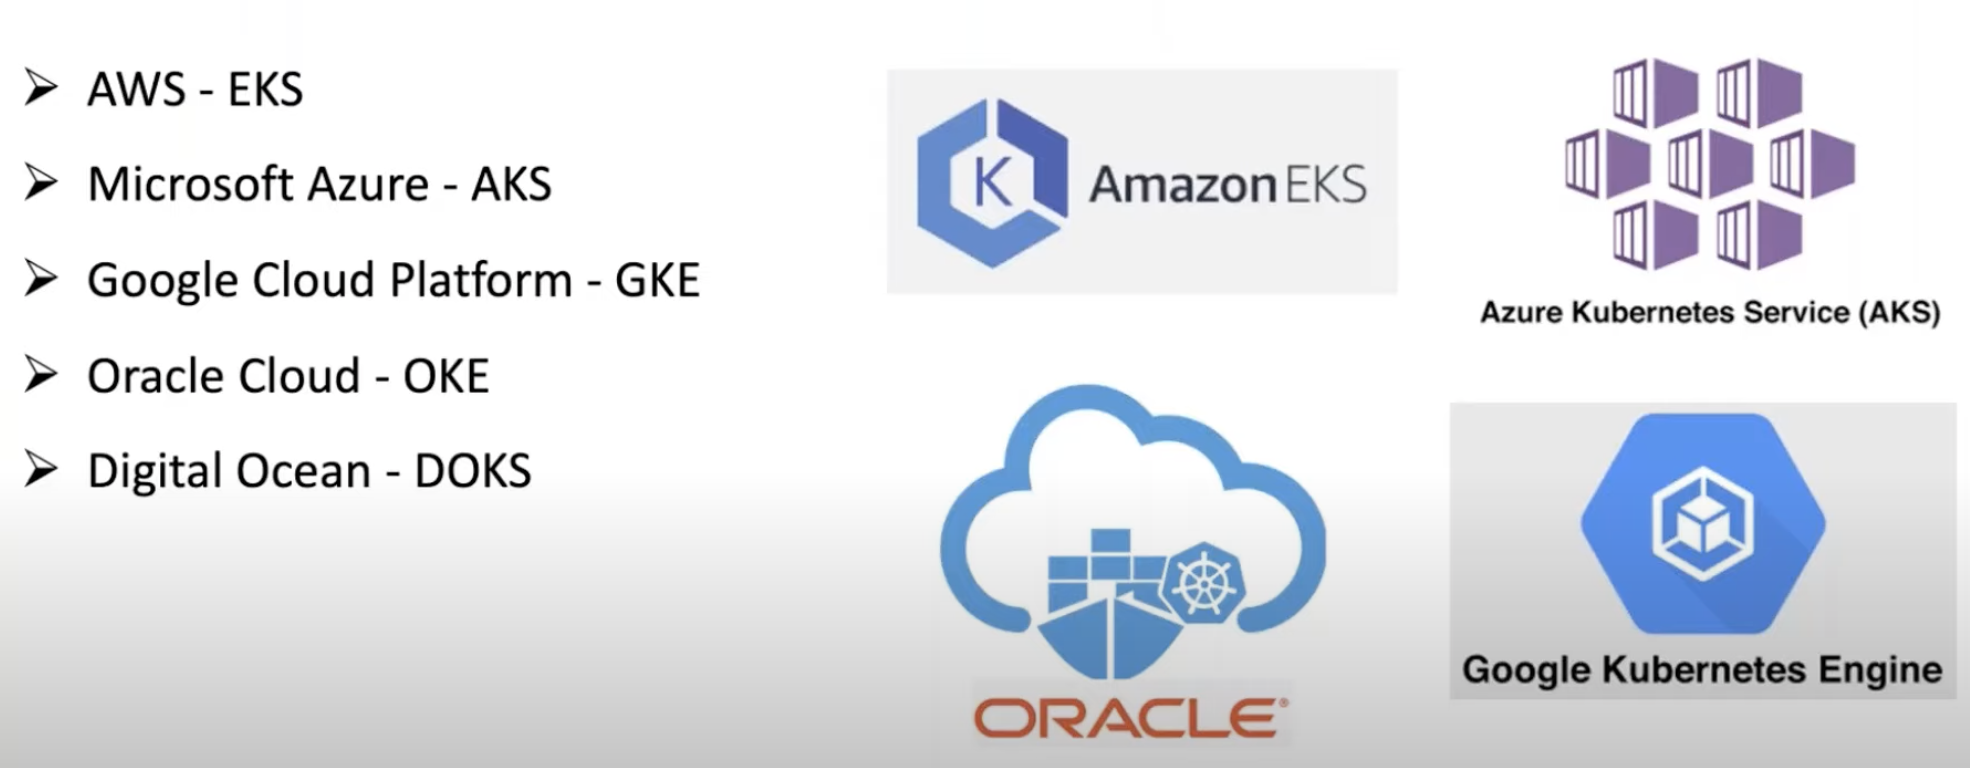 AWS - EKS
Microsoft Azure - AKS
Google Cloud Platform - GKE
Oracle Cloud - OKE
Digital Ocean - DOKS
K
Amazon EKS
Azure Kubernetes Service (AKS)
ORACLE®
Google Kubernetes Engine